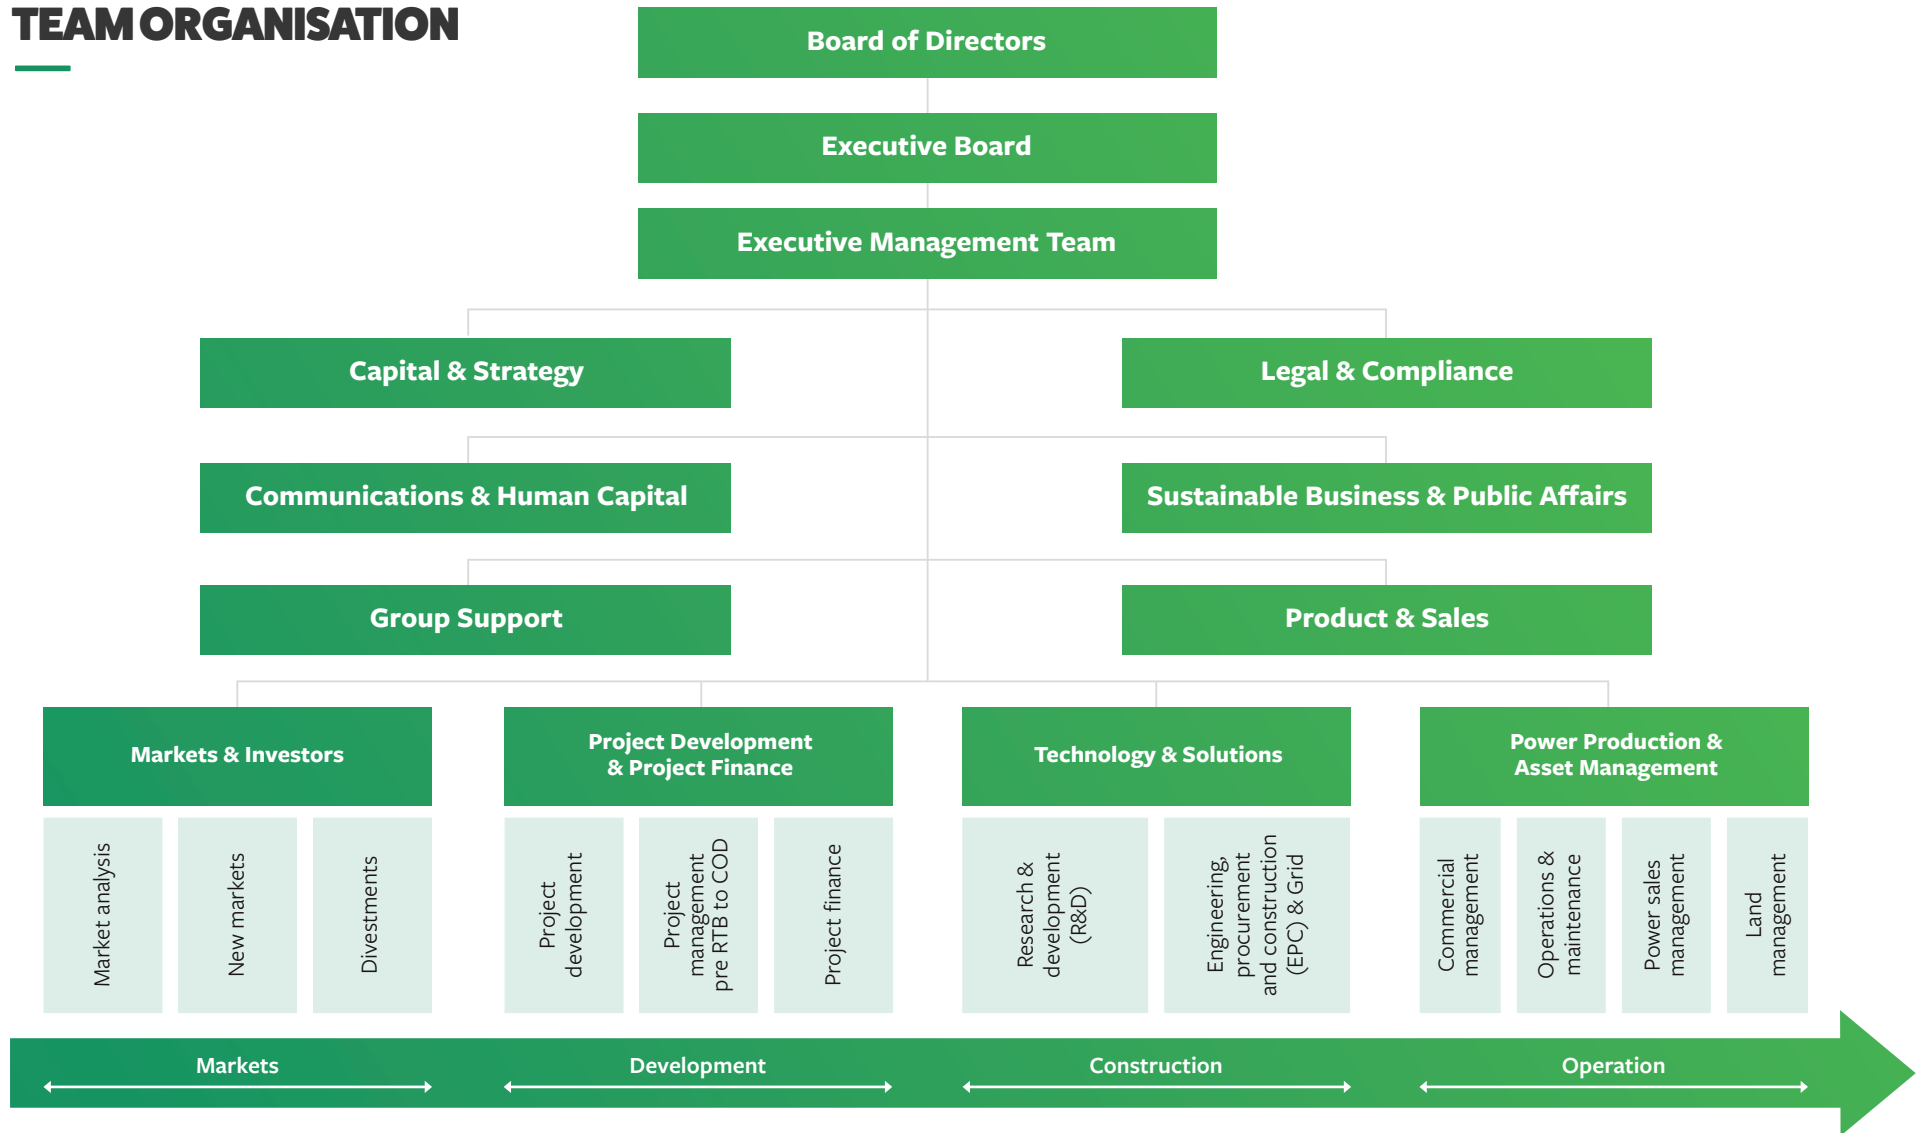 TEAM ORGANISATION
Board of Directors
Executive Board
Executive Management Team
Capital & Strategy
Legal & Compliance
Communications & Human Capital
Sustainable Business & Public Affairs
Group Support
Product & Sales
Markets & Investors
Project Development
& Project Finance
Technology & Solutions
Power Production &
Asset Management
Market analysis
New markets
Divestments
Project
development
Project
management
pre RTB to COD
Project finance
Research &
development
(R&D)
Engineering,
procurement
and construction
(EPC) & Grid
Commercial
management
Operations &
maintenance
Power sales
management
Land
management
Markets
Development
Construction
Operation